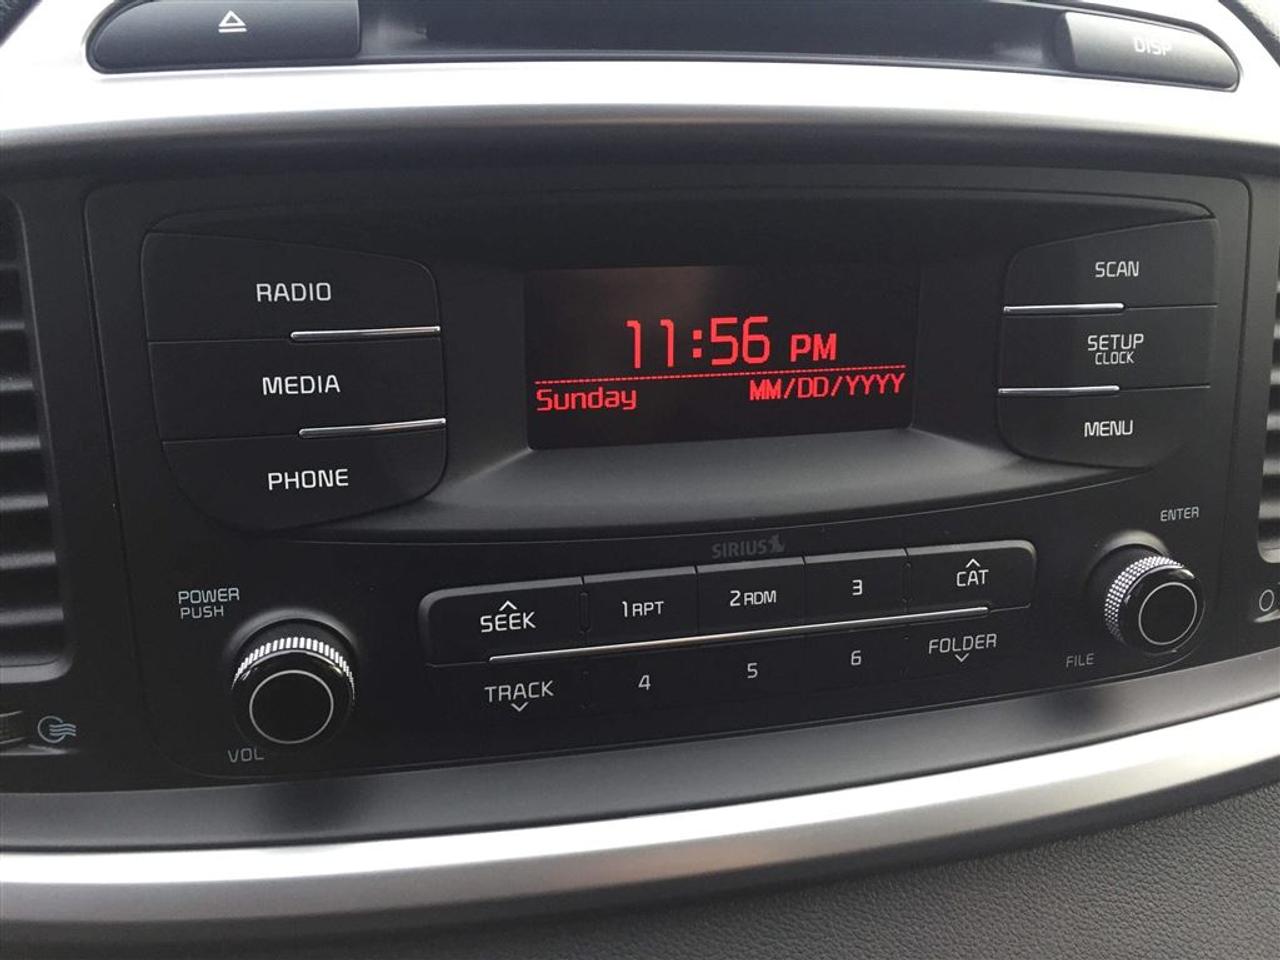 DISP
RADIO
MEDIA
PHONE
11:56 PM
Sunday MM/DD/YYYY
SCAN
SETUP
CLOCK
MENU
SIRIUS
POWER
PUSH
VOL
SEEK
1 RPT
2 RDM
3
CAT
TRACK
4
5
6
FOLDER
ENTER
FILE